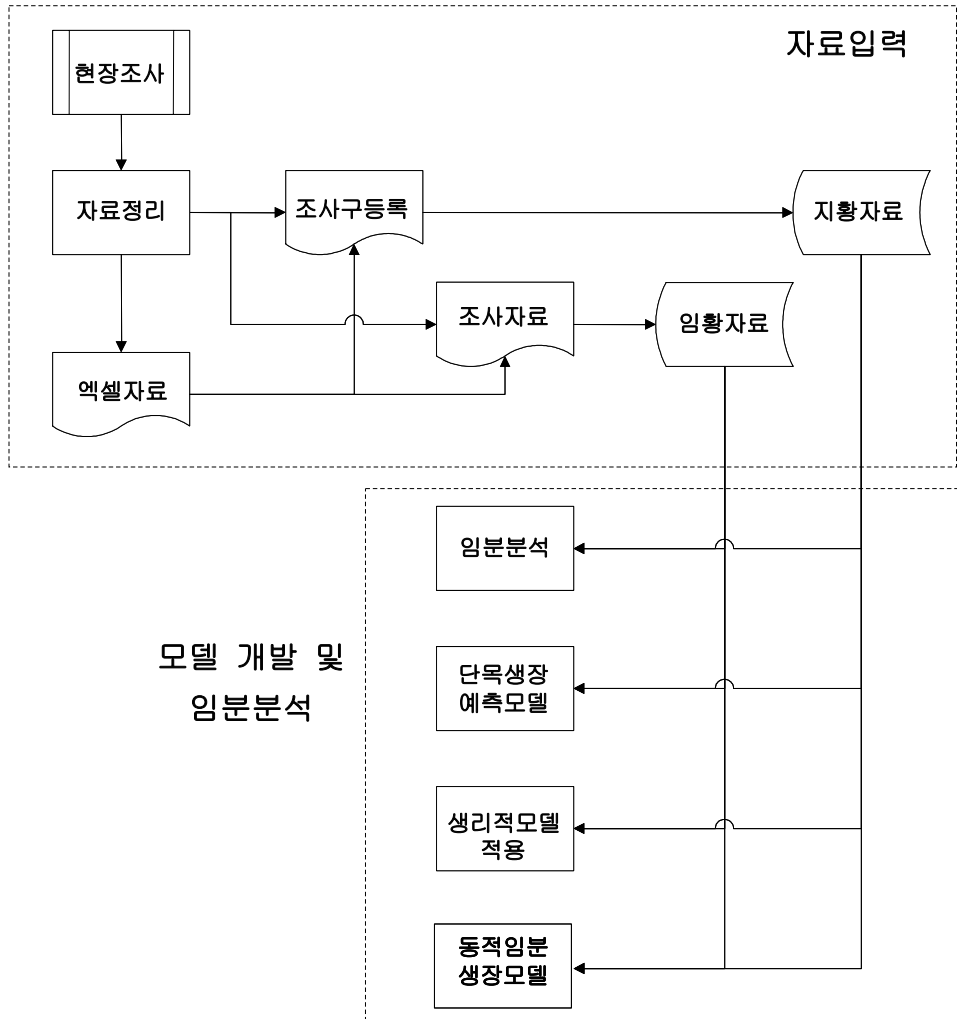 자료입력
현장조사
자료정리
조사구등록
지황자료
조사자료
임황자료
엑셀자료
임분분석
모델 개발 및
임분분석
단목생장
예측모델
생리적모델
적용
동적임분
생장모델